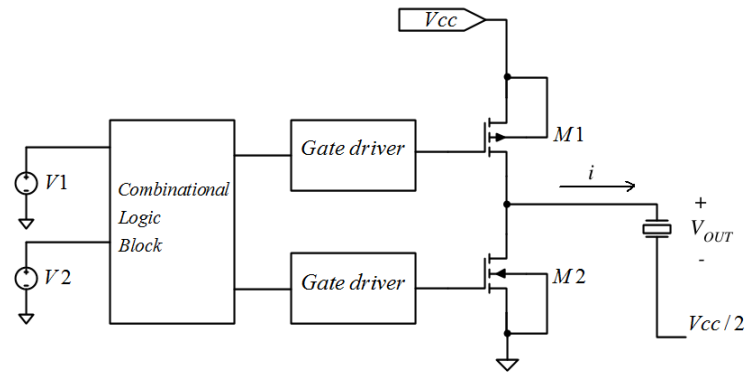 Vcc
V1
Combinational
Logic
Block
Gate driver
M1
i
+
V_OUT
-
V2
Gate driver
M2
Vcc/2